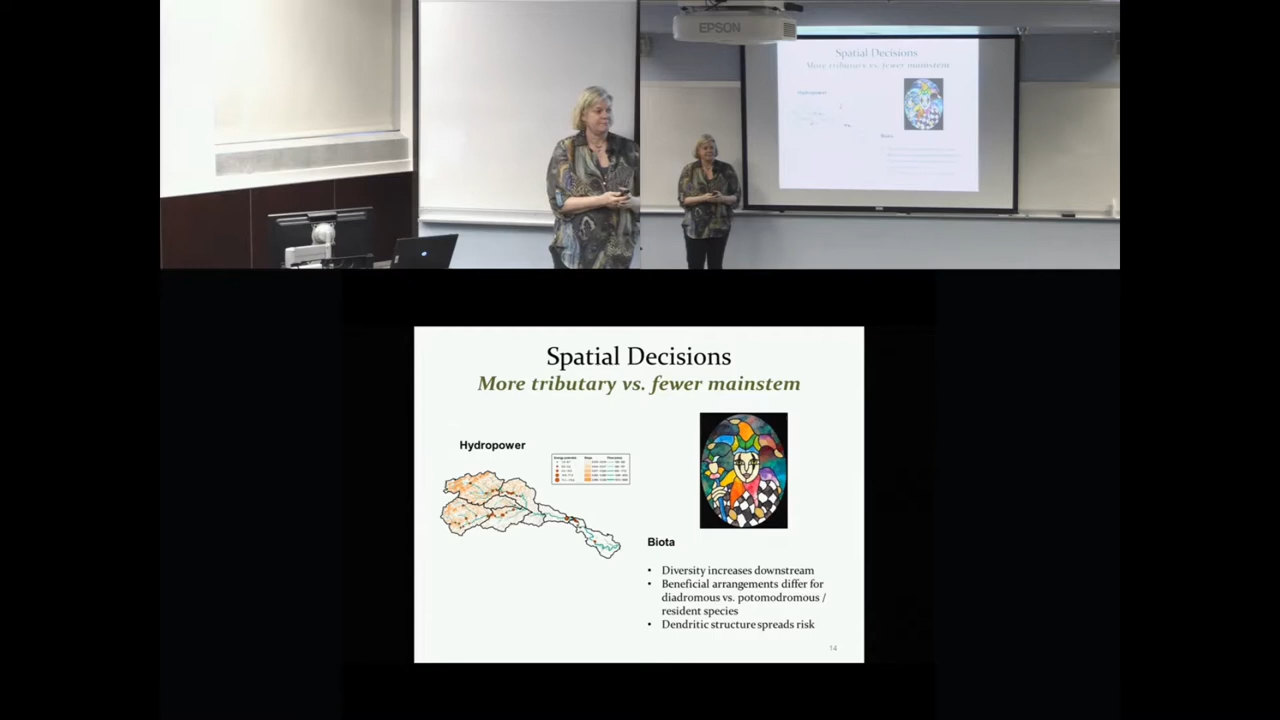 EPSON
Spatial Decisions
More tributary vs. fewer mainstem
Hydropower
Biota
Spatial Decisions
More tributary vs. fewer mainstem
Hydropower
Biota
• Diversity increases downstream
• Beneficial arrangements differ for
diadromous vs. potomodromous /
resident species
• Dendritic structure spreads risk
14